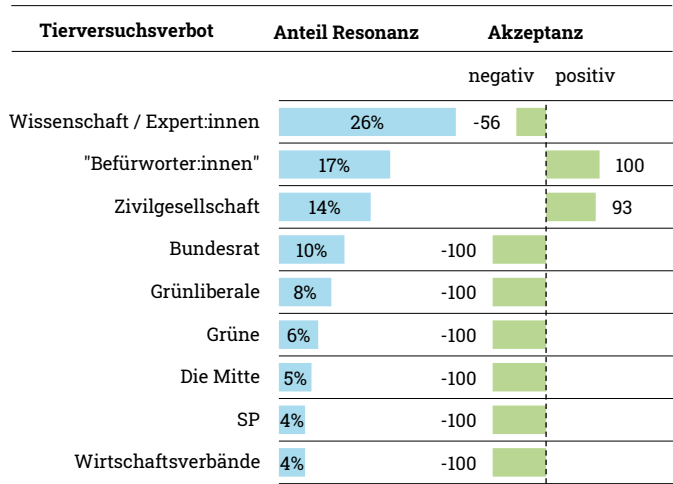 Tierversuchsverbot Anteil Resonanz Akzeptanz
negativ positiv
Wissenschaft / Expert:innen 26% -56
"Befürworter:innen" 17% 100
Zivilgesellschaft 14% 93
Bundesrat 10% -100
Grünliberale 8% -100
Grüne 6% -100
Die Mitte 5% -100
SP 4% -100
Wirtschaftsverbände 4% -100